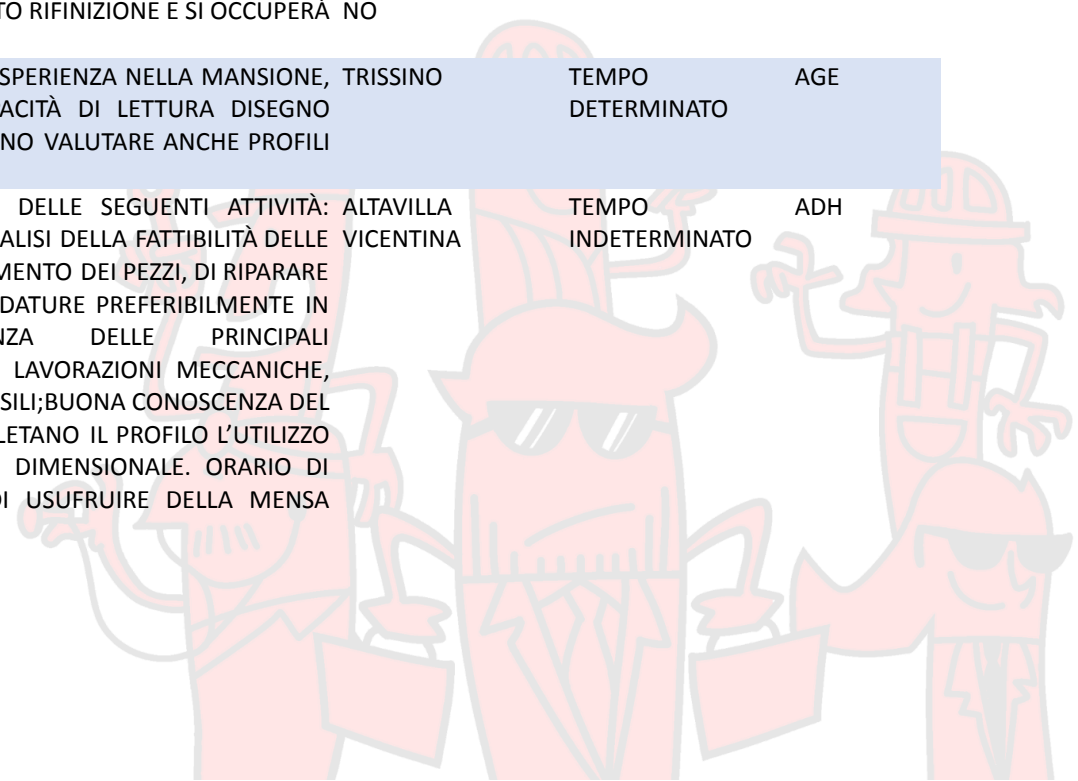 TO RIFINIZIONE E SI OCCUPERÀ NO
SPERIENZA NELLA MANSIONE, TRISSINO TEMPO AGE
ACITÀ DI LETTURA DISEGNO DETERMINATO
NO VALUTARE ANCHE PROFILI
DELLE SEGUENTI ATTIVITÀ: ALTAVILLA TEMPO ADH
ALISI DELLA FATTIBILITÀ DELLE VICENTINA INDETERMINATO
MENTO DEI PEZZI, DI RIPARARE
DATURE PREFERIBILMENTE IN
NZA DELLE PRINCIPALI
LAVORAZIONI MECCANICHE,
SILI;BUONA CONOSCENZA DEL
LETANO IL PROFILO L’UTILIZZO
DIMENSIONALE. ORARIO DI
DI USUFRUIRE DELLA MENSA